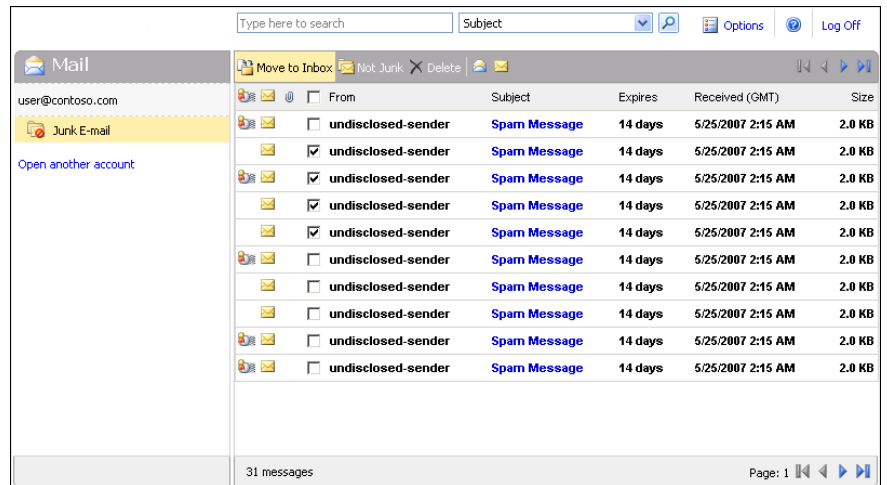 Type here to search Subject Options Log Off
Mail Move to Inbox Not Junk Delete
user@contoso.com From Subject Expires Received (GMT) Size
Junk E-mail undisclosed-sender Spam Message 14 days 5/25/2007 2:15 AM 2.0 KB
undisclosed-sender Spam Message 14 days 5/25/2007 2:15 AM 2.0 KB
Open another account undisclosed-sender Spam Message 14 days 5/25/2007 2:15 AM 2.0 KB
undisclosed-sender Spam Message 14 days 5/25/2007 2:15 AM 2.0 KB
undisclosed-sender Spam Message 14 days 5/25/2007 2:15 AM 2.0 KB
undisclosed-sender Spam Message 14 days 5/25/2007 2:15 AM 2.0 KB
undisclosed-sender Spam Message 14 days 5/25/2007 2:15 AM 2.0 KB
undisclosed-sender Spam Message 14 days 5/25/2007 2:15 AM 2.0 KB
undisclosed-sender Spam Message 14 days 5/25/2007 2:15 AM 2.0 KB
undisclosed-sender Spam Message 14 days 5/25/2007 2:15 AM 2.0 KB
31 messages Page: 1